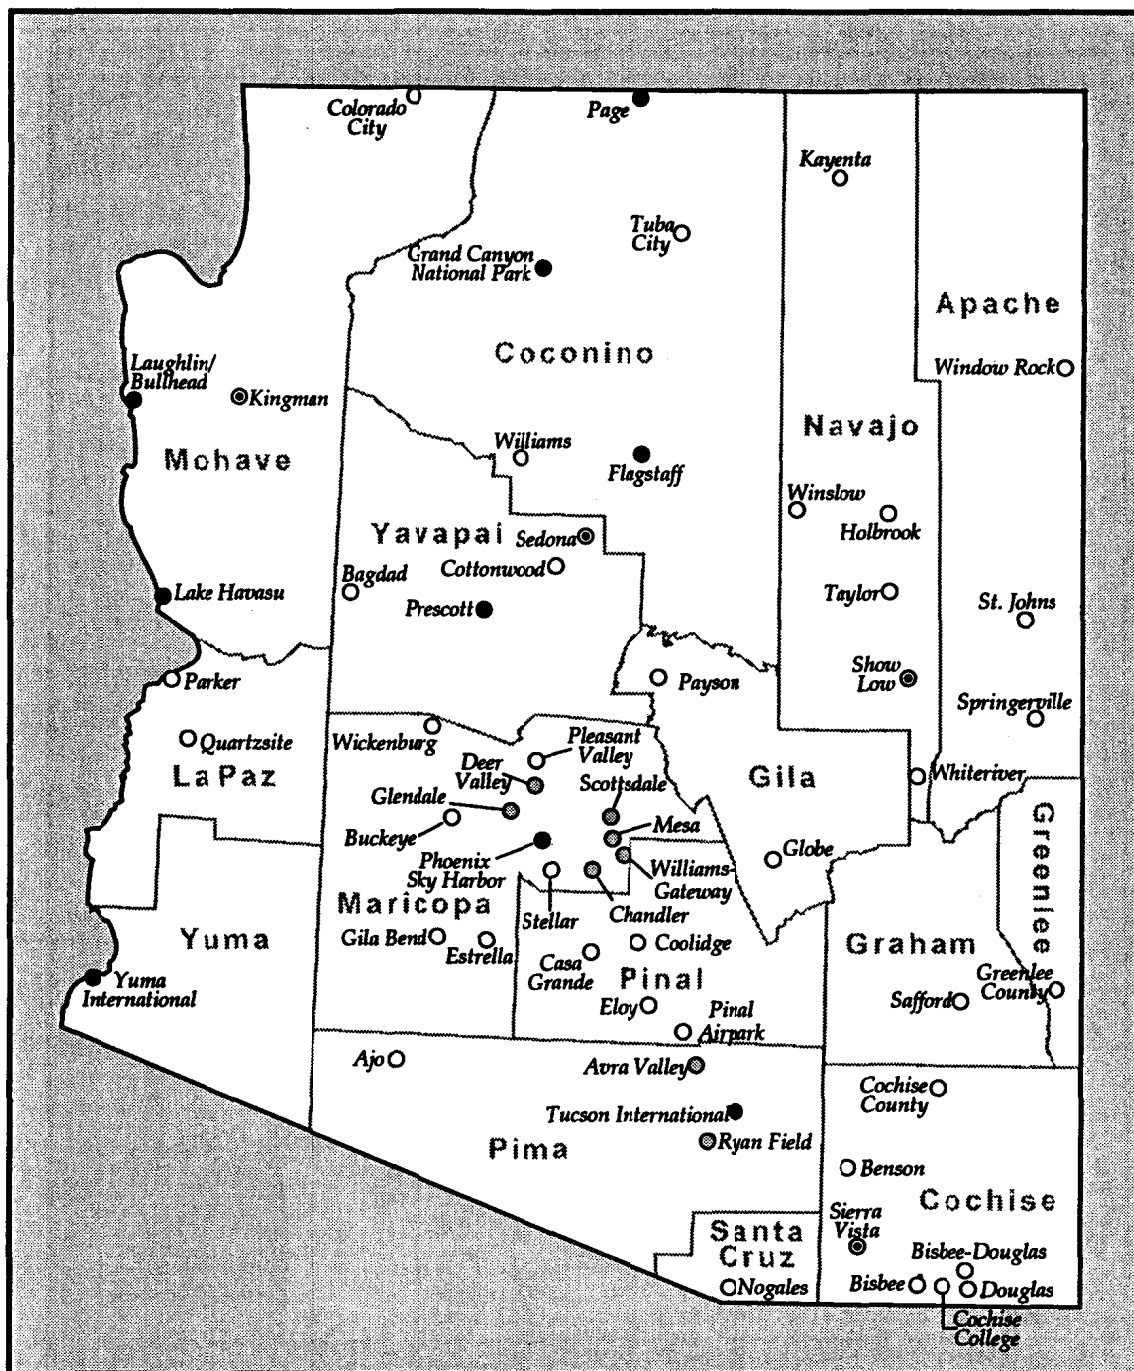 Colorado
City
Page
Kayenta
Tuba
City
Grand Canyon
National Park
Apache
Coconino
Laughlin/
Bullhead
Kingman
Window Rock
Navajo
Mohave
Williams
Flagstaff
Winslow
Holbrook
Yavapai
Sedona
Cottonwood
Bagdad
Lake Havasu
Prescott
Taylor
St. Johns
Show
Low
Parker
Payson
Springerville
Quartzsite
Wickenburg
Pleasant
Valley
La Paz
Deer
Valley
Gila
Whiteriver
Scottsdale
Glendale
Buckeye
Mesa
Greenlee
Phoenix
Sky Harbor
Globe
Williams-
Gateway
Maricopa
Stellar
Chandler
Yuma
Gila Bend
Estrella
Coolidge
Graham
Casa
Grande
Pinal
Yuma
International
Greenlee
County
Safford
Eloy
Pinal
Airpark
Ajo
Avra Valley
Cochise
County
Tucson International
Pima
Ryan Field
Benson
Cochise
Sierra
Vista
Santa
Cruz
Bisbee-Douglas
Nogales
Bisbee
Douglas
Cochise
College